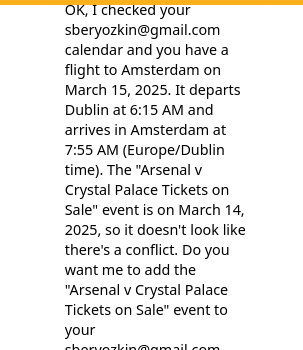 OK, I checked your
sberyozkin@gmail.com
calendar and you have a
flight to Amsterdam on
March 15, 2025. It departs
Dublin at 6:15 AM and
arrives in Amsterdam at
7:55 AM (Europe/Dublin
time). The "Arsenal v
Crystal Palace Tickets on
Sale" event is on March 14,
2025, so it doesn't look like
there's a conflict. Do you
want me to add the
"Arsenal v Crystal Palace
Tickets on Sale" event to
your
sberyozkin@gmail.com